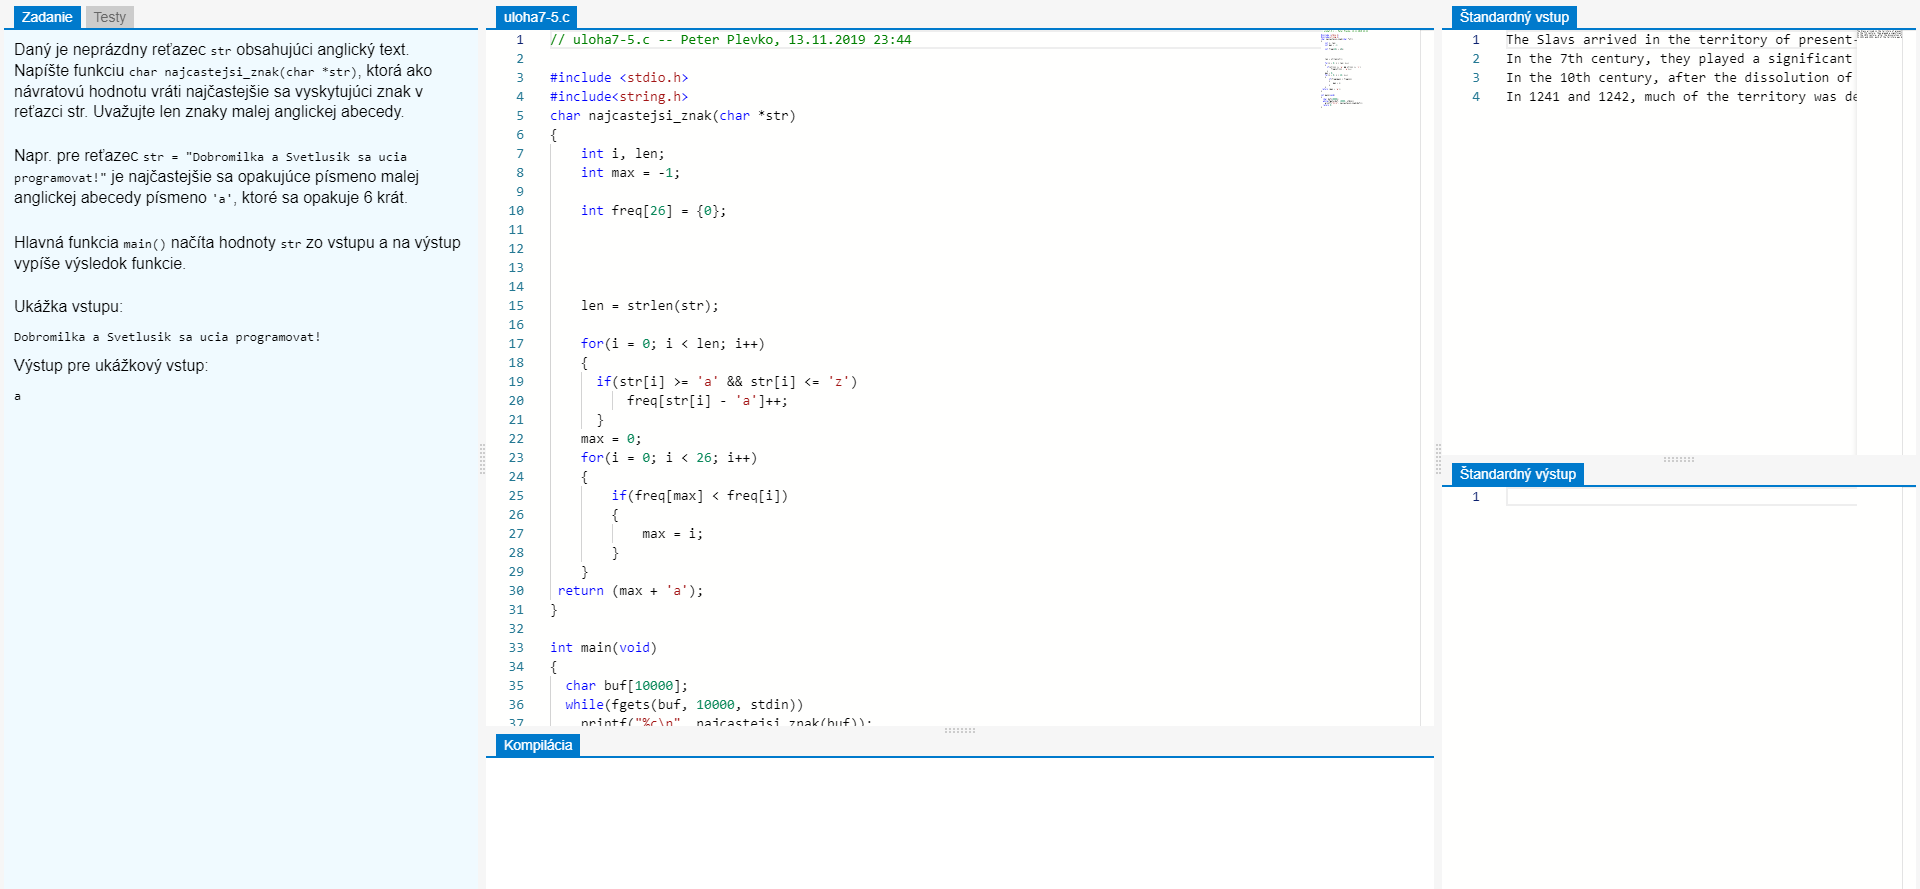 Zadanie
Testy
Daný je neprázdny reťazec str obsahujúci anglický text.
Napíšte funkciu char najcastejsi_znak(char *str), ktorá ako
návratovú hodnotu vráti najčastejšie sa vyskytujúci znak v
reťazci str. Uvažujte len znaky malej anglickej abecedy.
Napr. pre reťazec str = "Dobromilka a Svetlusik sa ucia
programovat!" je najčastejšie sa opakujúce písmeno malej
anglickej abecedy písmeno 'a', ktoré sa opakuje 6 krát.
Hlavná funkcia main() načíta hodnoty str zo vstupu a na výstup
vypíše výsledok funkcie.
Ukážka vstupu:
Dobromilka a Svetlusik sa ucia programovat!
Výstup pre ukážkový vstup:
a
uloha7-5.c
1 // uloha7-5.c -- Peter Plevko, 13.11.2019 23:44
2
3 #include <stdio.h>
4 #include<string.h>
5 char najcastejsi_znak(char *str)
6 {
7 int i, len;
8 int max = -1;
9
10 int freq[26] = {0};
11
12
13
14
15 len = strlen(str);
16
17 for(i = 0; i < len; i++)
18 {
19 if(str[i] >= 'a' && str[i] <= 'z')
20 freq[str[i] - 'a']++;
21 }
22 max = 0;
23 for(i = 0; i < 26; i++)
24 {
25 if(freq[max] < freq[i])
26 {
27 max = i;
28 }
29 }
30 return (max + 'a');
31 }
32
33 int main(void)
34 {
35 char buf[10000];
36 while(fgets(buf, 10000, stdin))
37 printf("%c\n", najcastejsi_znak(buf));
Kompilácia
Štandardný vstup
1 The Slavs arrived in the territory of present-
2 In the 7th century, they played a significant
3 In the 10th century, after the dissolution of
4 In 1241 and 1242, much of the territory was de
Štandardný výstup
1